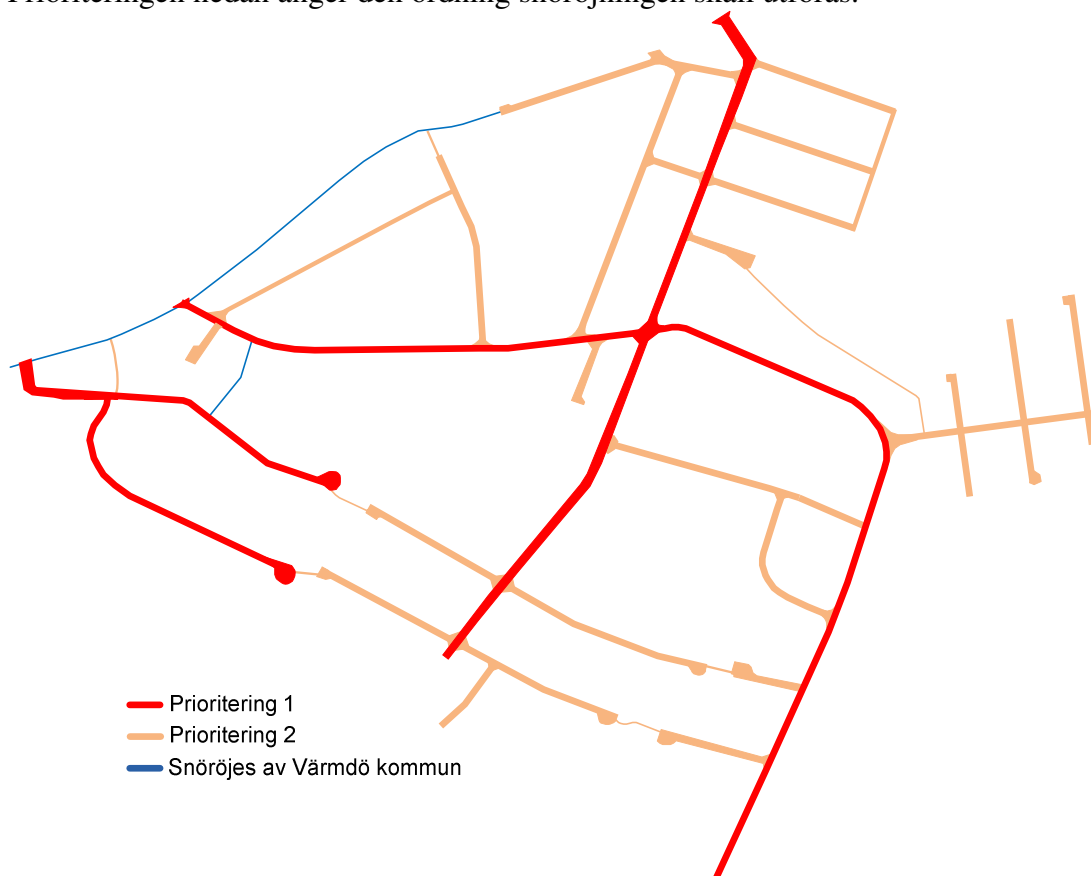 Prioriteringen nedan anger den ordning snöröjningen skall utföras.
Prioritering 1
Prioritering 2
Snöröjes av Värmdö kommun